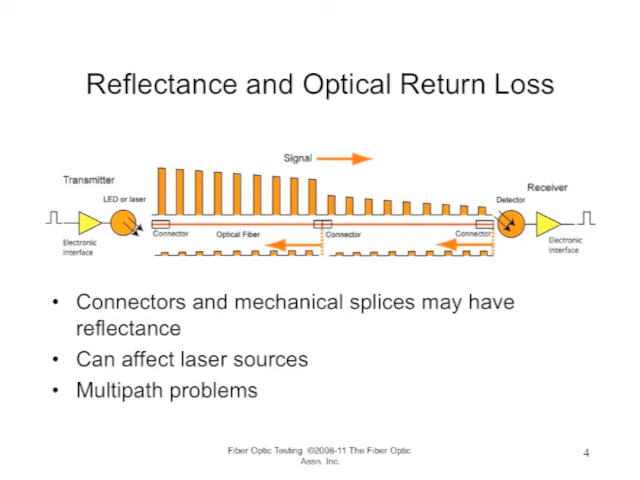 Reflectance and Optical Return Loss
Signal
Transmitter
Receiver
LED or laser
Detector
Connector
Optical Fiber
Connector
Connector
Electronic
Interface
Electronic
Interface
• Connectors and mechanical splices may have
reflectance
• Can affect laser sources
• Multipath problems
Fiber Optic Testing ©2008-11 The Fiber Optic
Assn. Inc.
4